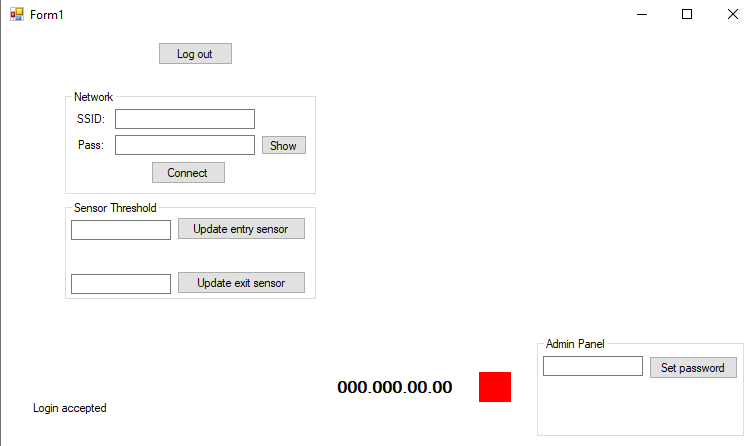 Form1
Log out
Network
SSID:
Pass: Show
Connect
Sensor Threshold
Update entry sensor
Update exit sensor
Admin Panel
Set password
000.000.00.00
Login accepted